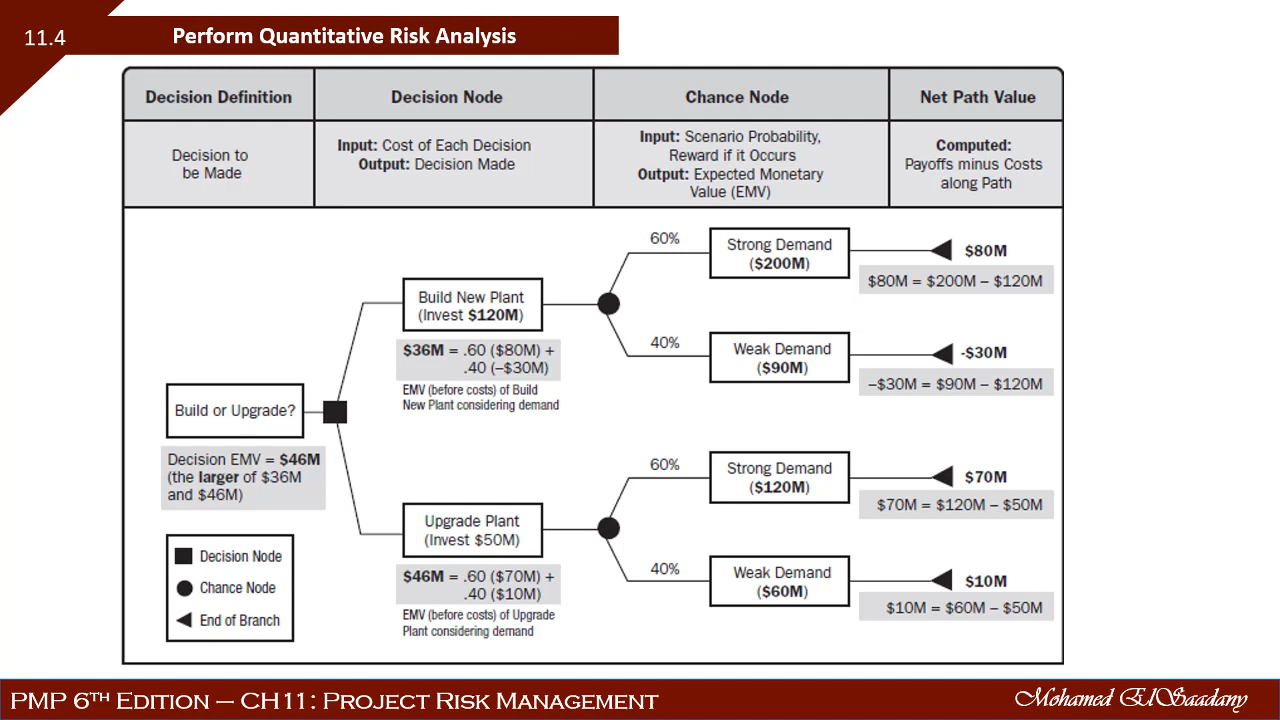 11.4
Perform Quantitative Risk Analysis
Decision Definition
Decision Node
Chance Node
Net Path Value
Decision to
be Made
Input: Cost of Each Decision
Output: Decision Made
Input: Scenario Probability,
Reward if it Occurs
Output: Expected Monetary
Value (EMV)
Computed:
Payoffs minus Costs
along Path
60%
Strong Demand
($200M)
$80M
$80M = $200M – $120M
Build New Plant
(Invest $120M)
$36M = .60 ($80M) +
.40 (–$30M)
EMV (before costs) of Build
New Plant considering demand
40%
Weak Demand
($90M)
-$30M
–$30M = $90M – $120M
Build or Upgrade?
Decision EMV = $46M
(the larger of $36M
and $46M)
60%
Strong Demand
($120M)
$70M
$70M = $120M – $50M
Upgrade Plant
(Invest $50M)
$46M = .60 ($70M) +
.40 ($10M)
EMV (before costs) of Upgrade
Plant considering demand
40%
Weak Demand
($60M)
$10M
$10M = $60M – $50M
Decision Node
Chance Node
End of Branch
PMP 6TH Edition – CH11: Project Risk Management
Mohamed ElSaadany